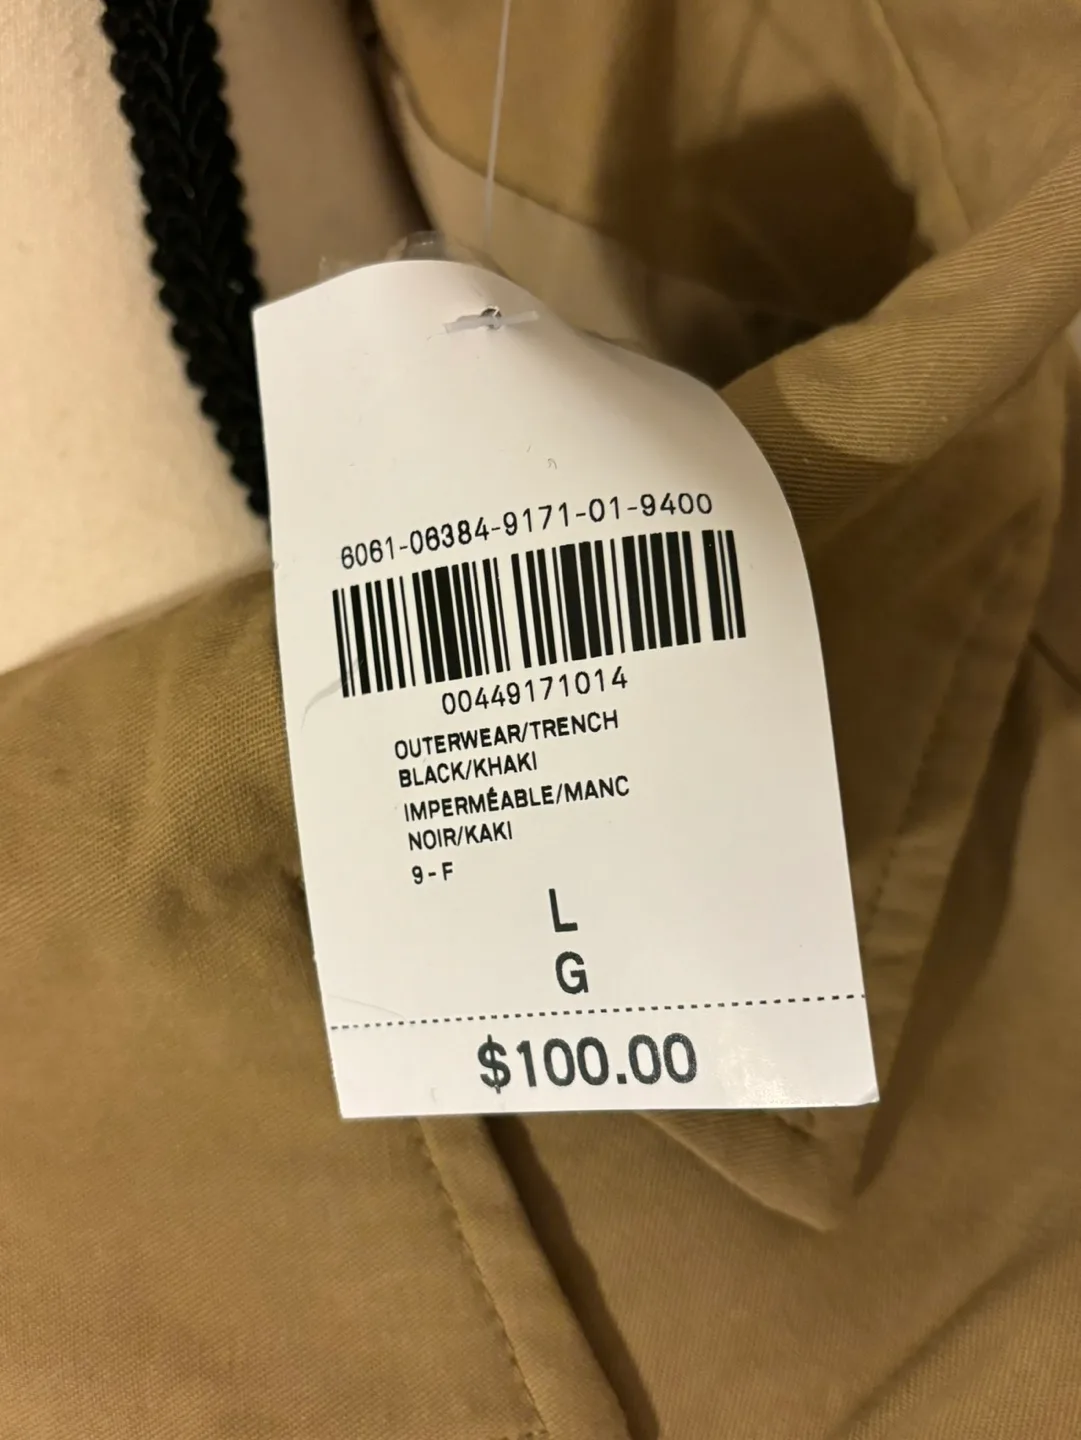 6061-06384-9171-01-9400
00449171014
OUTERWEAR/TRENCH
BLACK/KHAKI
IMPERMÉABLE/MANC
NOIR/KAKI
9-F
L
G
$100.00